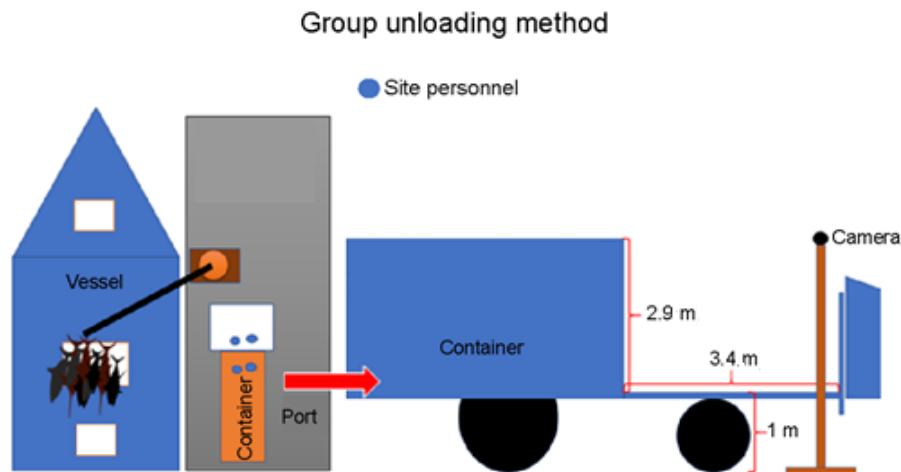 Group unloading method
Site personnel
Camera
Vessel
2.9 m
Container
3.4 m
Container
Port
1 m